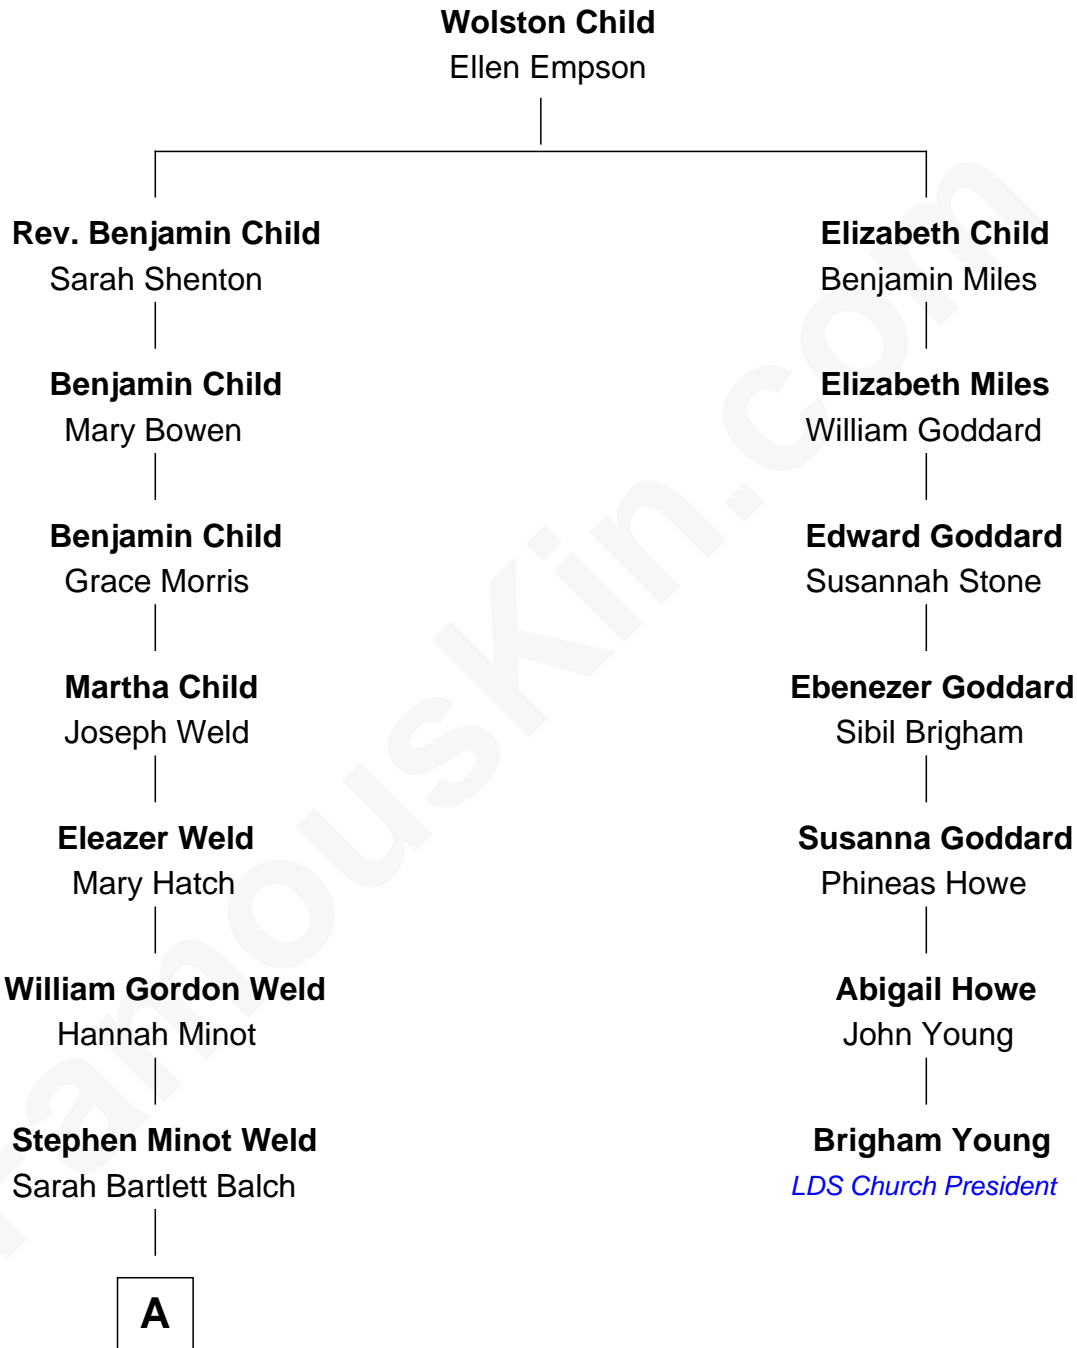 Wolston Child
Ellen Empson
Rev. Benjamin Child
Sarah Shenton
Elizabeth Child
Benjamin Miles
Benjamin Child
Mary Bowen
Elizabeth Miles
William Goddard
Benjamin Child
Grace Morris
Edward Goddard
Susannah Stone
Martha Child
Joseph Weld
Ebenezer Goddard
Sibil Brigham
Eleazer Weld
Mary Hatch
Susanna Goddard
Phineas Howe
William Gordon Weld
Hannah Minot
Abigail Howe
John Young
Stephen Minot Weld
Sarah Bartlett Balch
Brigham Young
LDS Church President
A
FamousKin.com